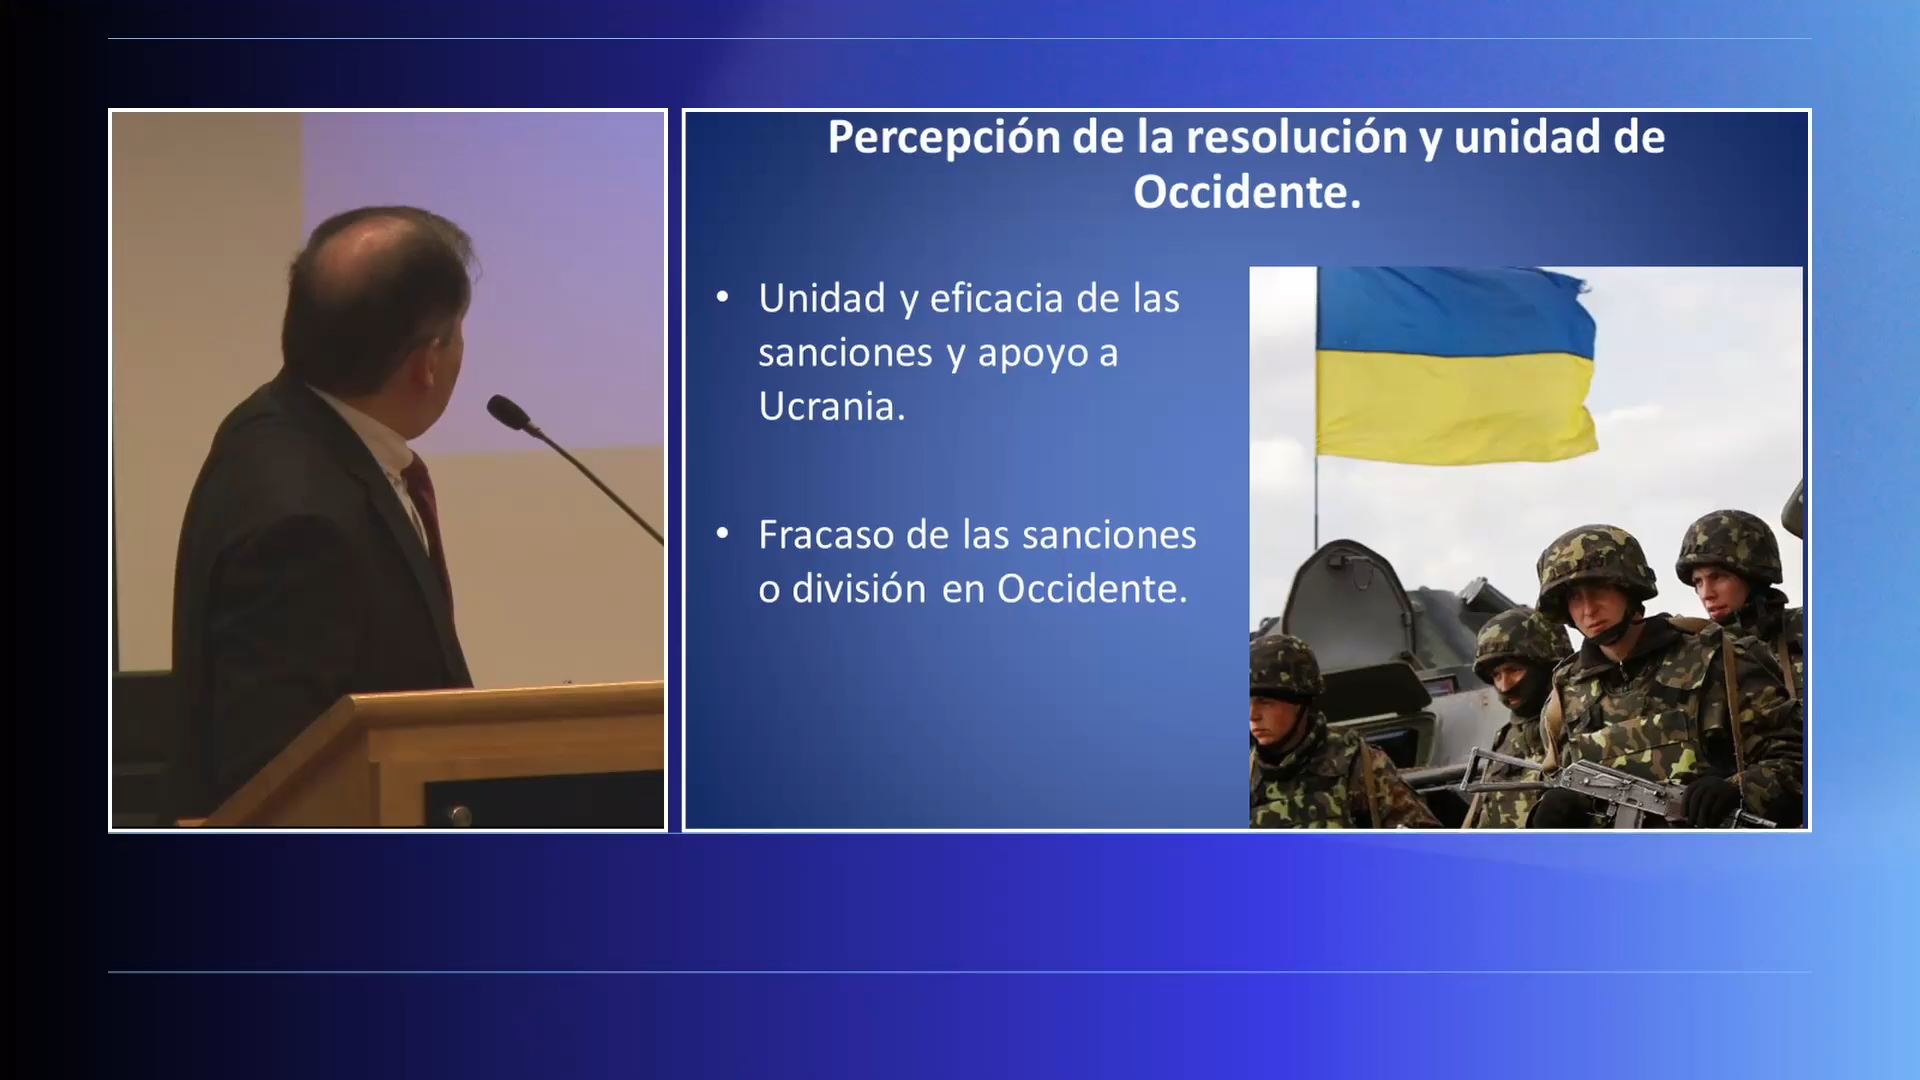 Percepción de la resolución y unidad de
Occidente.
• Unidad y eficacia de las
sanciones y apoyo a
Ucrania.
• Fracaso de las sanciones
o división en Occidente.